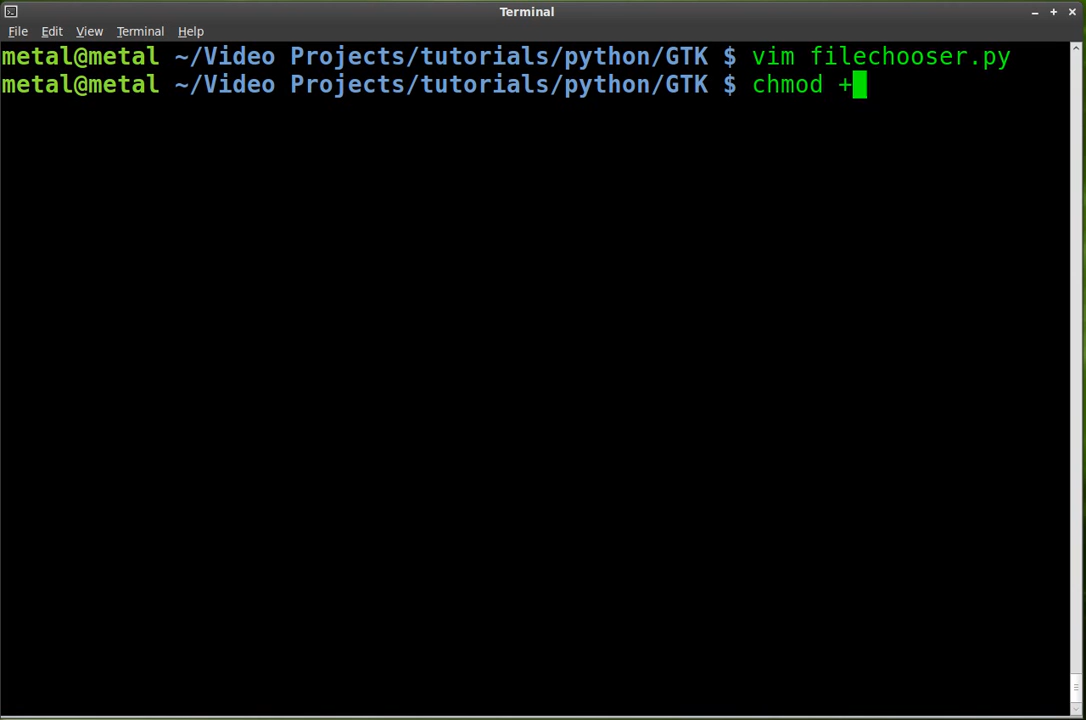 Terminal
File Edit View Terminal Help
metal@metal ~/Video Projects/tutorials/python/GTK $ vim filechooser.py
metal@metal ~/Video Projects/tutorials/python/GTK $ chmod +